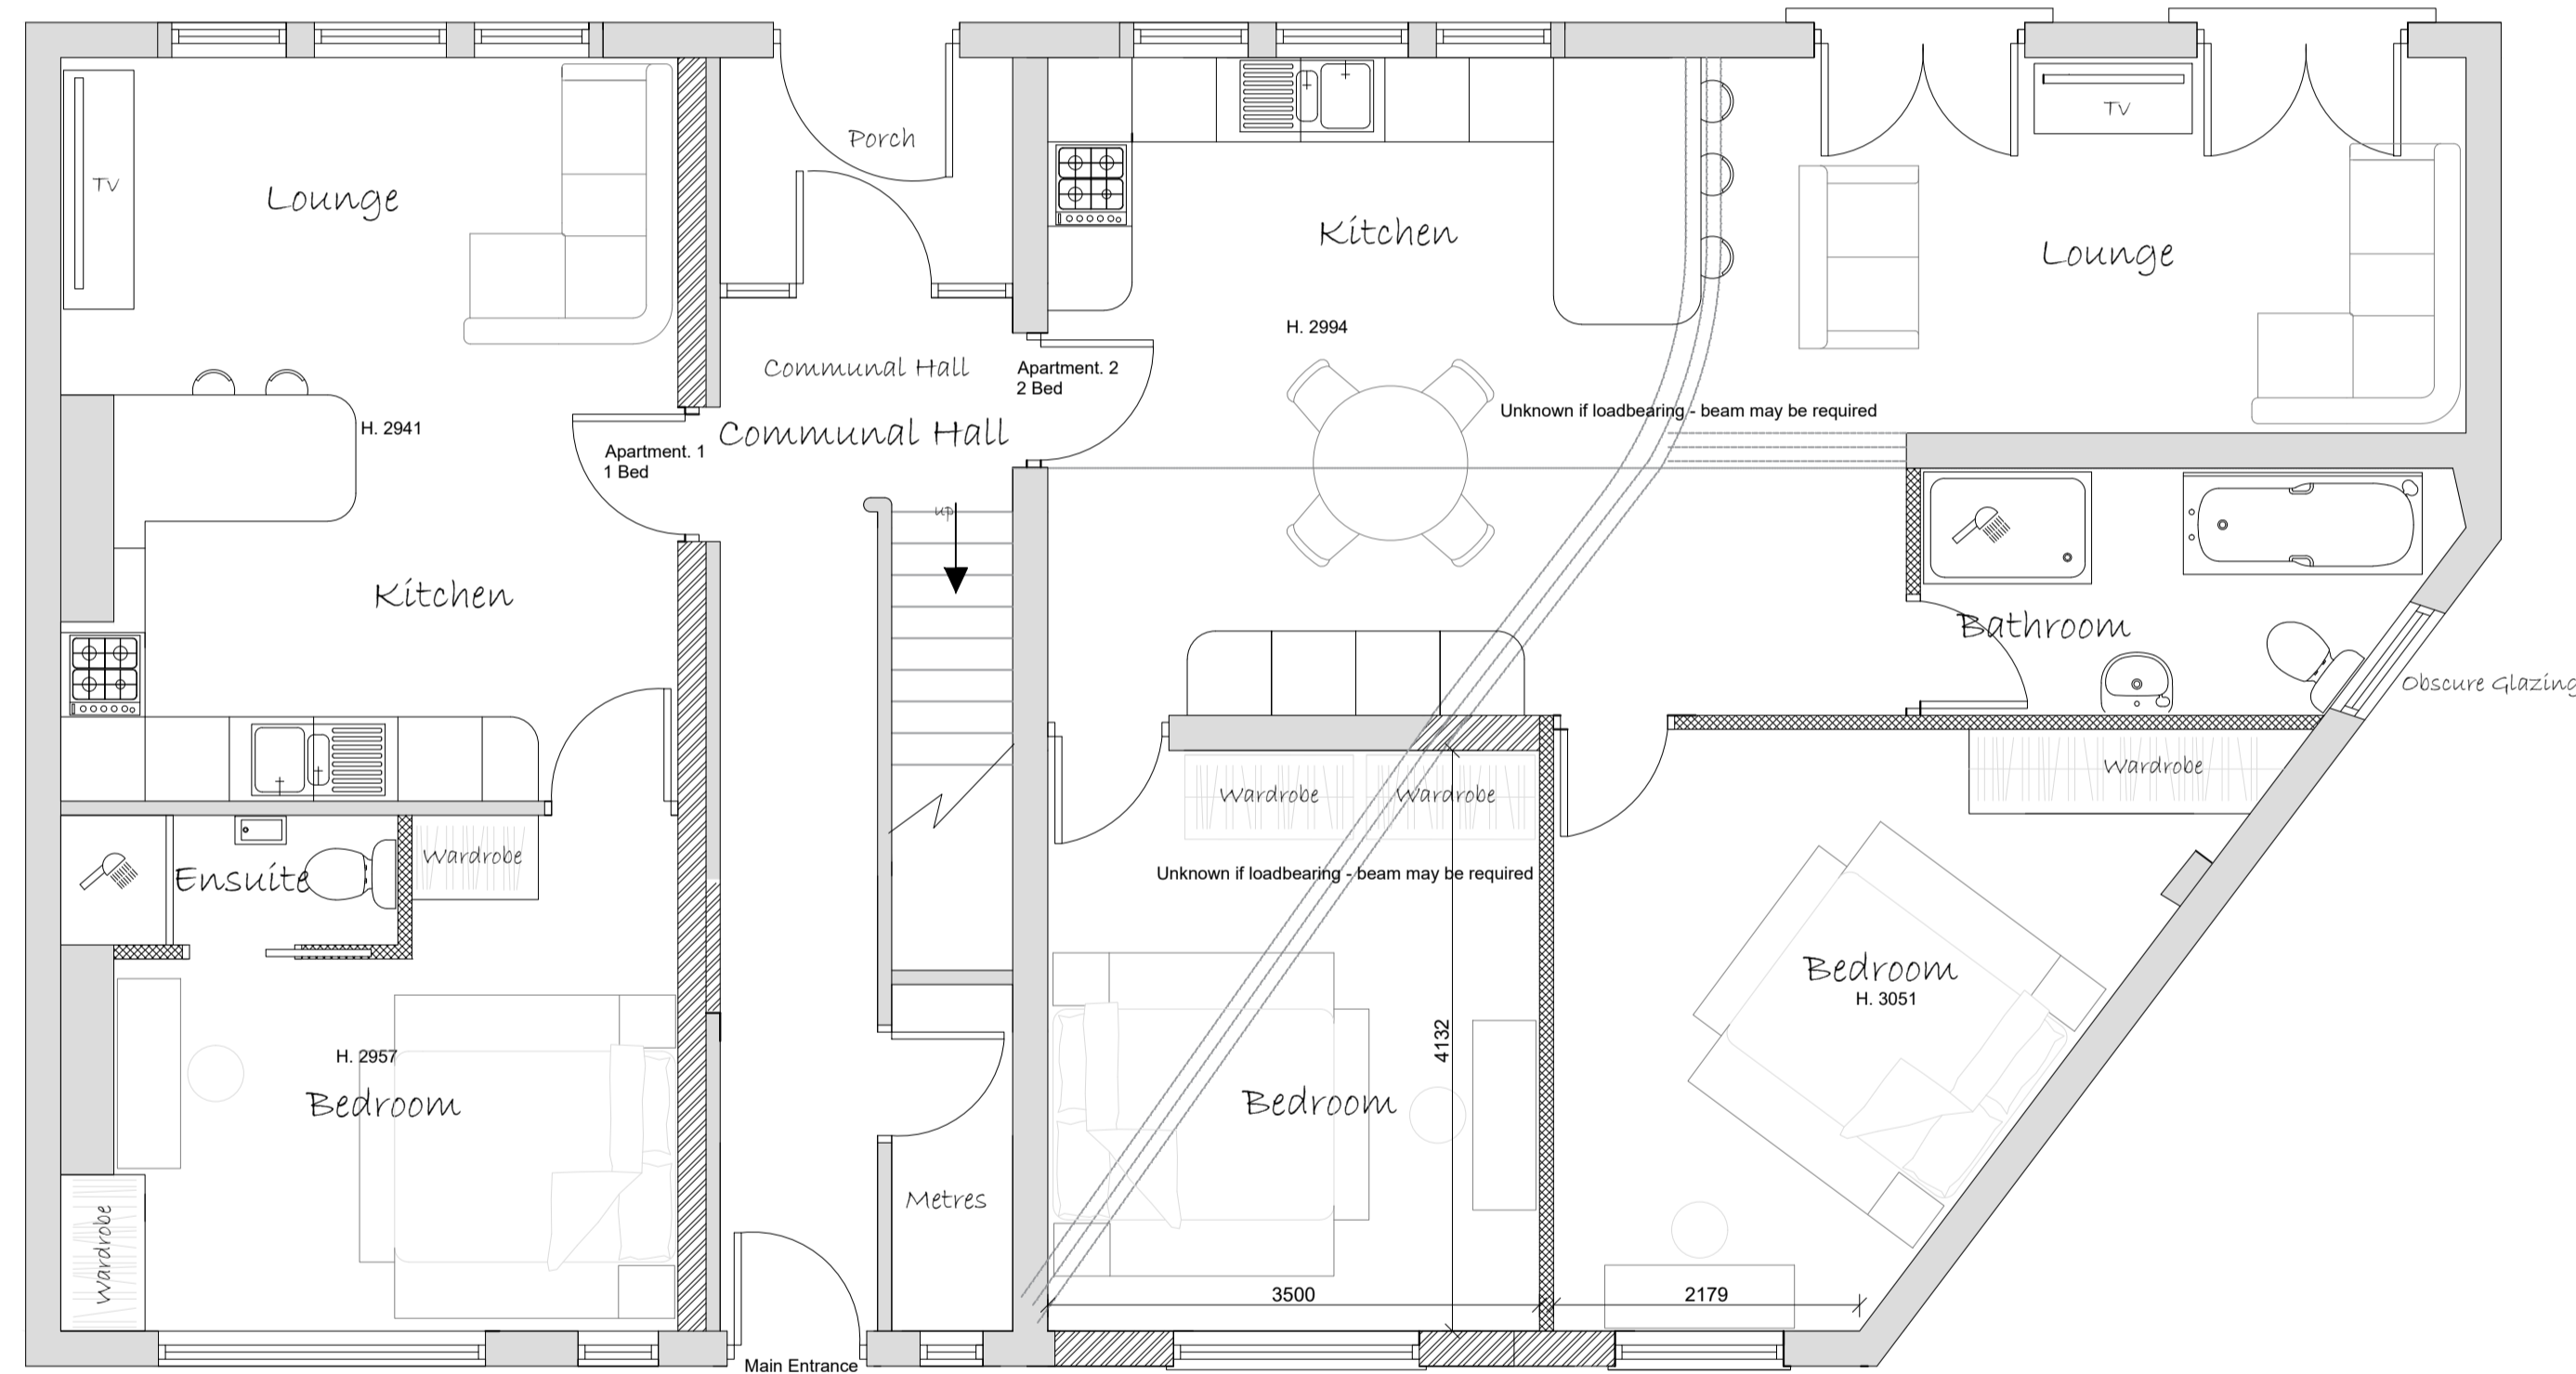 Porch
TV
TV
Lounge
Kitchen
Lounge
H. 2994
Communal Hall
Apartment. 2
2 Bed
Unknown if loadbearing - beam may be required
H. 2941
Communal Hall
Apartment. 1
1 Bed
up
Kitchen
Bathroom
Obscure Glazing
Wardrobe
Wardrobe
Wardrobe
Wardrobe
Ensuite
Unknown if loadbearing - beam may be required
Bedroom
H. 3051
4132
H. 2957
Bedroom
Bedroom
Metres
Wardrobe
3500
2179
Main Entrance